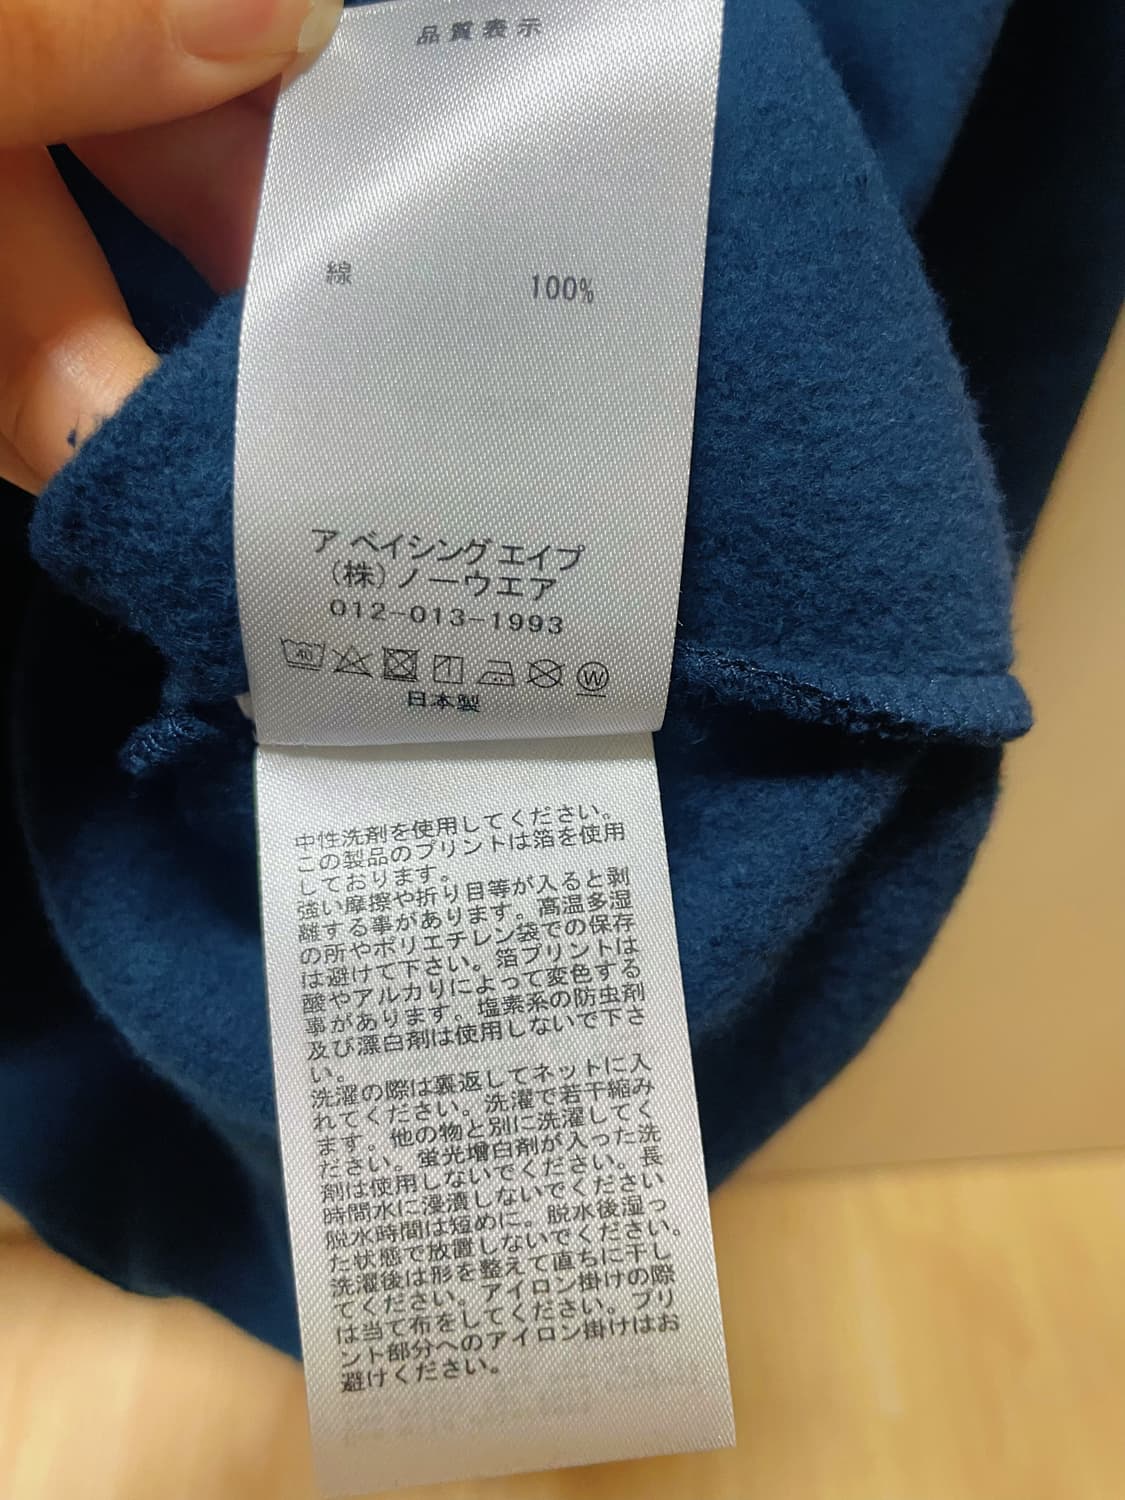 品質表示
線 100%
ア ベイシング エイプ
(株)ノーウエア
012-013-1993
40
W
日本製
中性洗剤を使用してください。
この製品のプリントは箔を使用
しております。
強い摩擦や折り目等が入ると剥
離する事があります。高温多湿
の所やポリエチレン袋での保存
は避けて下さい。箔プリントは
酸やアルカリによって変色する
事があります。塩素系の防虫剤
及び漂白剤は使用しないで下さ
い。
洗濯の際は裏返してネットに入
れてください。洗濯で若干縮み
ます。他の物と別に洗濯してく
ださい。蛍光増白剤が入った洗
剤は使用しないでください。長
時間水に浸漬しないでください
脱水時間は短めに。脱水後湿っ
た状態で放置しないでください。
洗濯後は形を整えて直ちに干し
てください。アイロン掛けの際
は当て布をしてください。プリ
ント部分へのアイロン掛けはお
避けください。